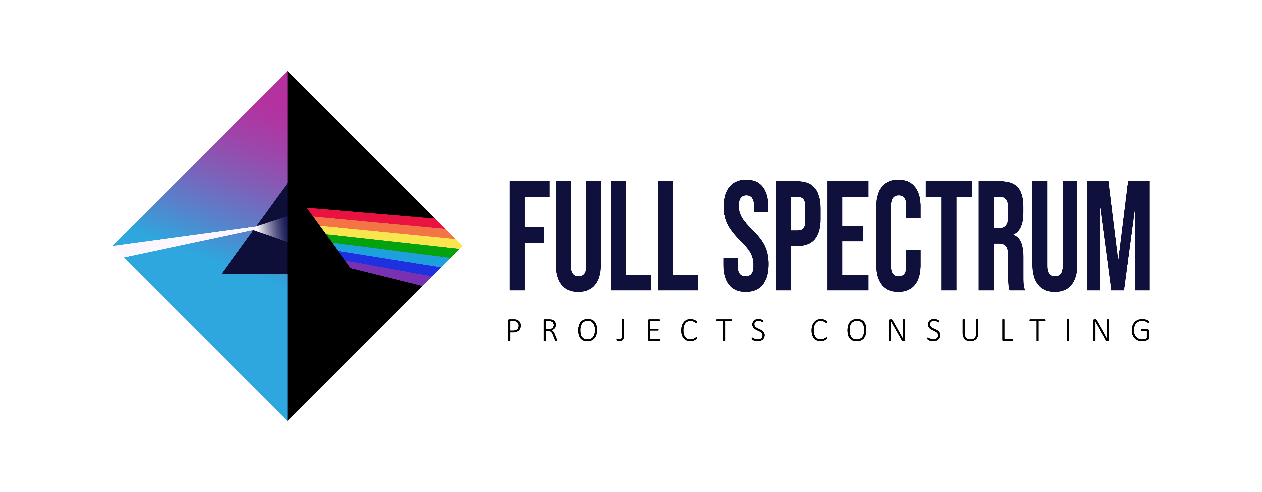 FULL SPECTRUM
PROJECTS CONSULTING